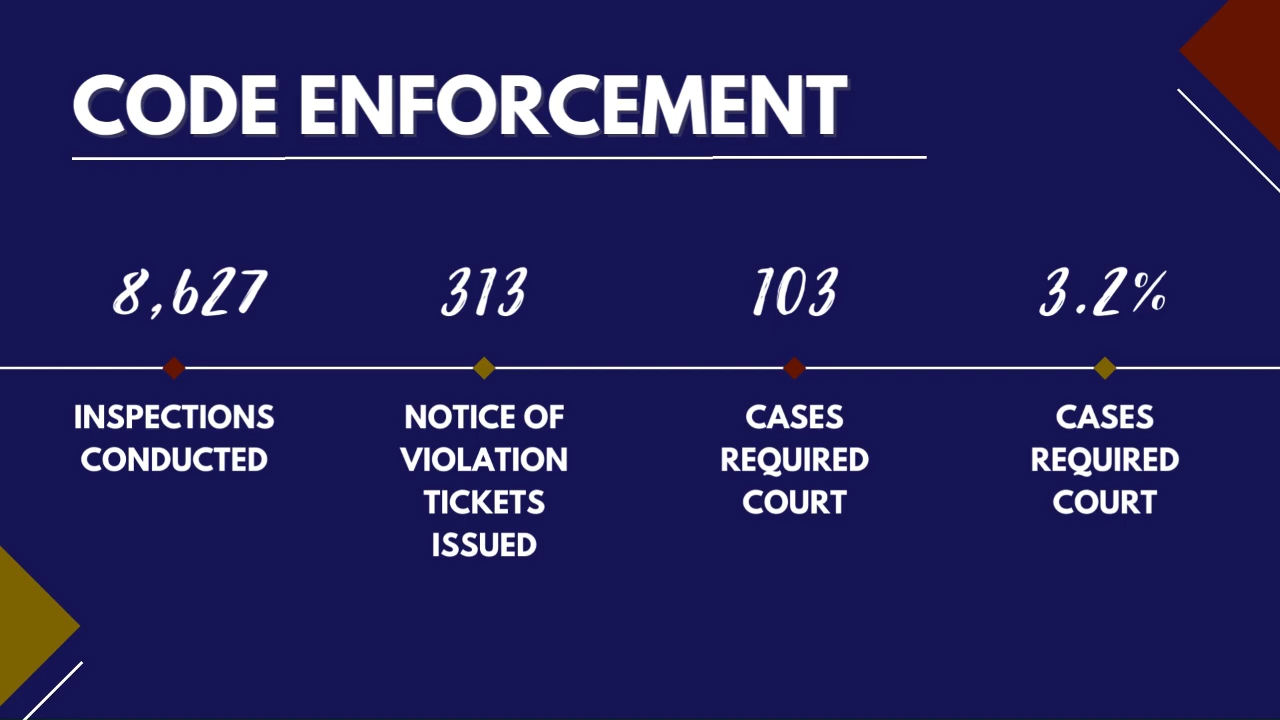 CODE ENFORCEMENT
8,627
313
103
3.2%
INSPECTIONS
CONDUCTED
NOTICE OF
VIOLATION
TICKETS
ISSUED
CASES
REQUIRED
COURT
CASES
REQUIRED
COURT